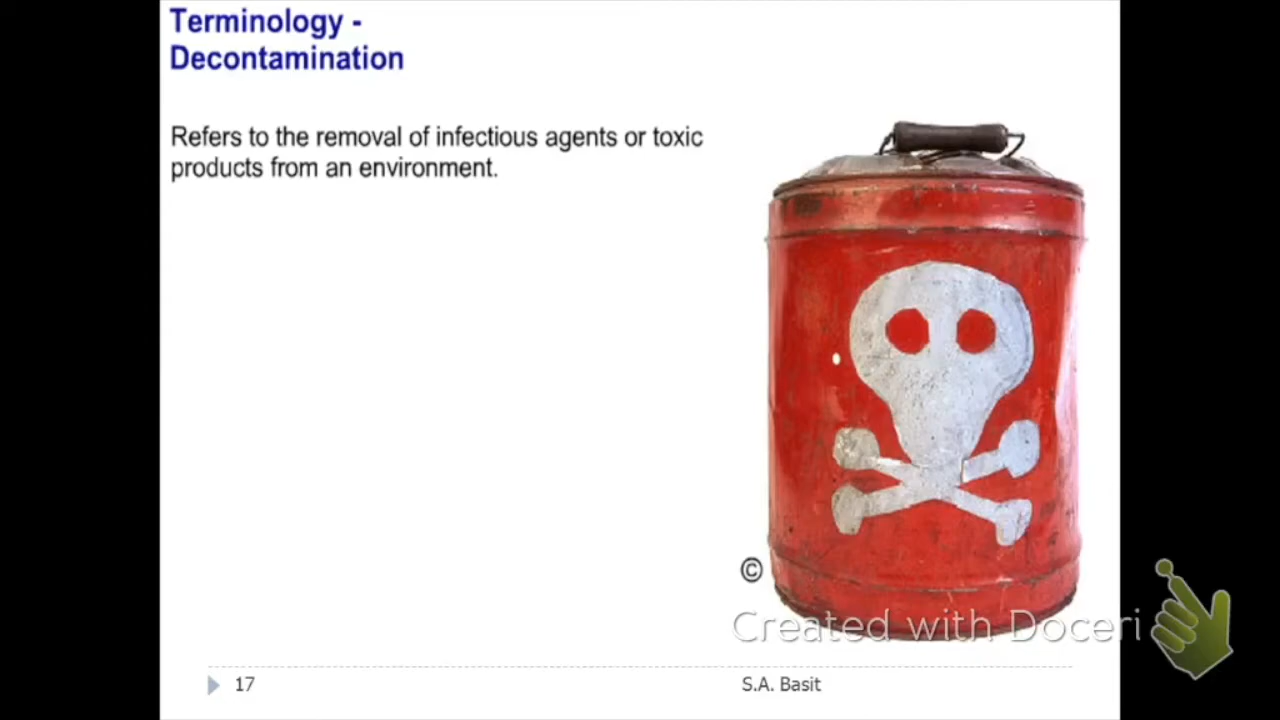 Terminology -
Decontamination
Refers to the removal of infectious agents or toxic
products from an environment.
©
Created with Doceri
17
S.A. Basit